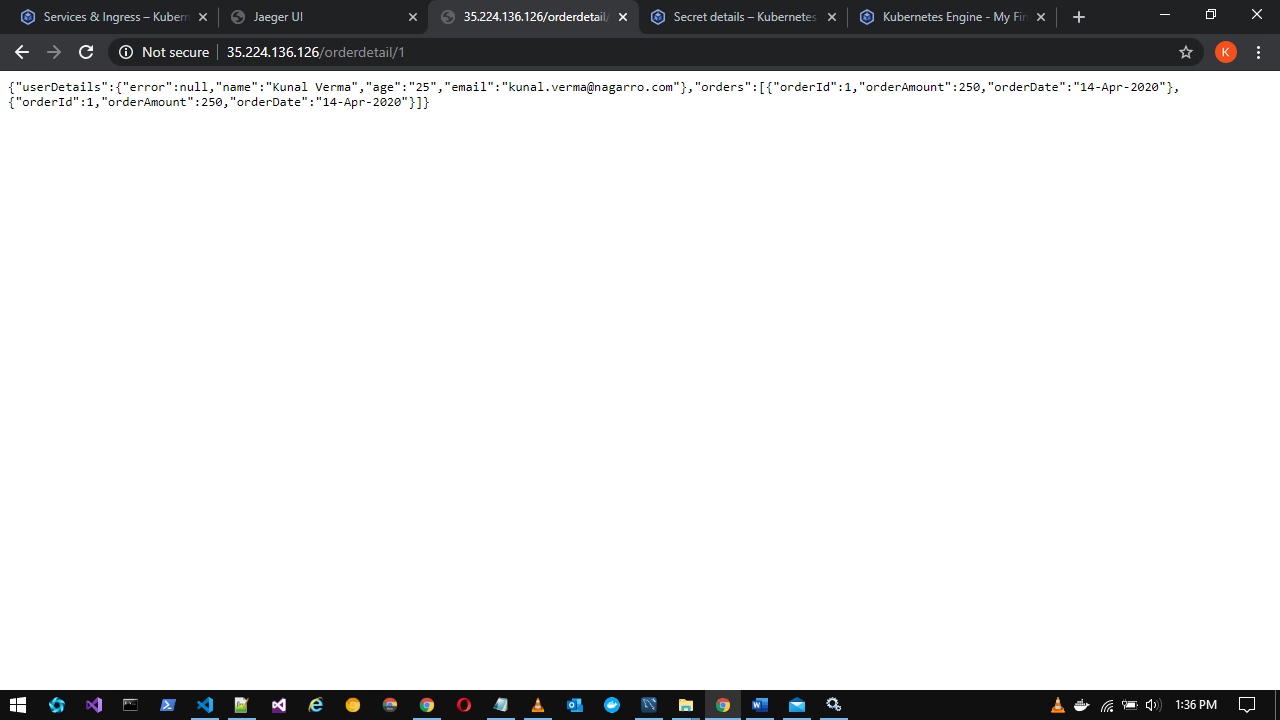 Services & Ingress – Kubern
Jaeger UI
35.224.136.126/orderdetail/
Secret details – Kubernetes
Kubernetes Engine - My Fin
Not secure
35.224.136.126/orderdetail/1
K
{"userDetails":{"error":null,"name":"Kunal Verma","age":"25","email":"kunal.verma@nagarro.com"},"orders":[{"orderId":1,"orderAmount":250,"orderDate":"14-Apr-2020"},
{"orderId":1,"orderAmount":250,"orderDate":"14-Apr-2020"}]}
1:36 PM